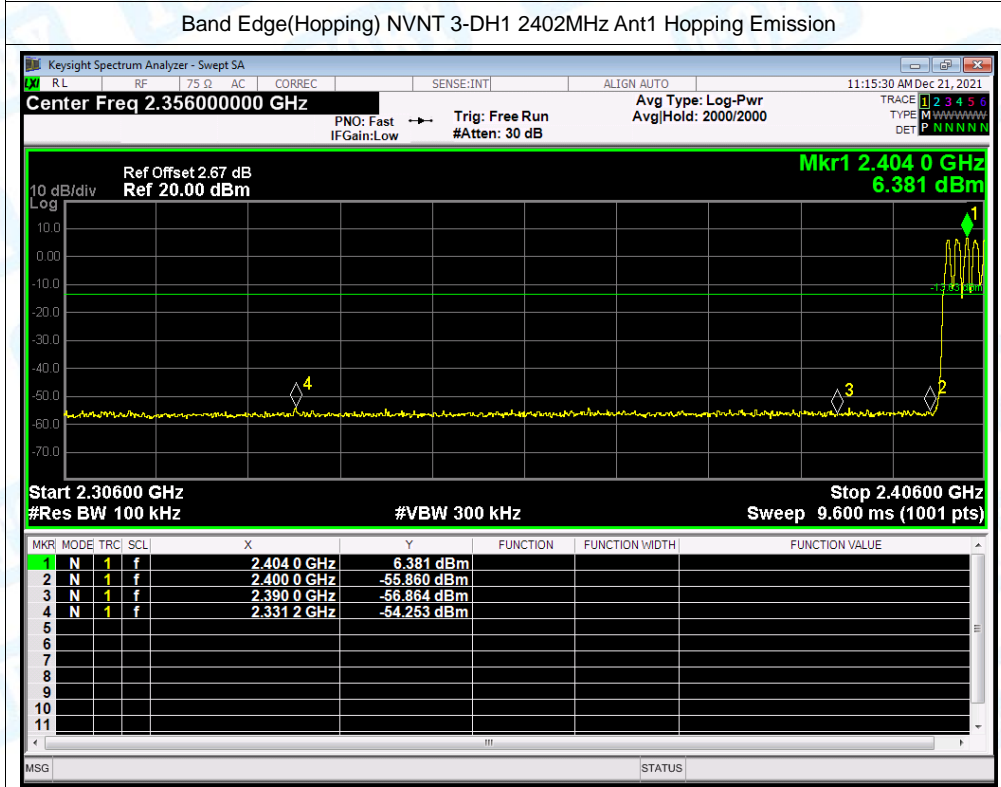 Band Edge(Hopping) NVNT 3-DH1 2402MHz Ant1 Hopping Emission
Keysight Spectrum Analyzer - Swept SA
LXI RL RF 75 Ω AC CORREC SENSE:INT ALIGN AUTO 11:15:30 AM Dec 21, 2021
Center Freq 2.356000000 GHz
PNO: Fast
IFGain:Low
Trig: Free Run
#Atten: 30 dB
Avg Type: Log-Pwr
Avg|Hold: 2000/2000
TRACE 1 2 3 4 5 6
TYPE M WWWWW
DET P N N N N N
Mkr1 2.404 0 GHz
6.381 dBm
Ref Offset 2.67 dB
10 dB/div Ref 20.00 dBm
Log
10.0
0.00
-10.0
-20.0
-30.0
-40.0
-50.0
-60.0
-70.0
1
-13.63 dBm
4
3
2
Start 2.30600 GHz Stop 2.40600 GHz
#Res BW 100 kHz #VBW 300 kHz Sweep 9.600 ms (1001 pts)
MKR MODE TRC SCL X Y FUNCTION FUNCTION WIDTH FUNCTION VALUE
1 N 1 f 2.404 0 GHz 6.381 dBm
2 N 1 f 2.400 0 GHz -55.860 dBm
3 N 1 f 2.390 0 GHz -56.864 dBm
4 N 1 f 2.331 2 GHz -54.253 dBm
5
6
7
8
9
10
11
MSG STATUS